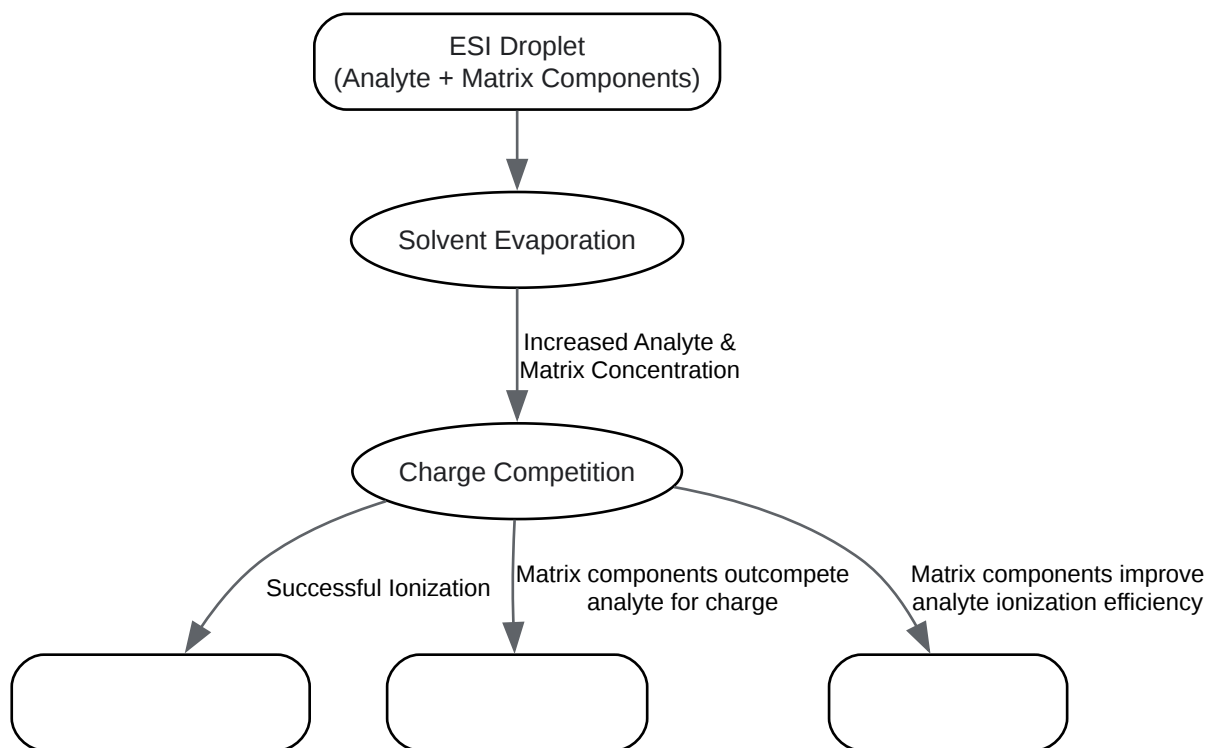 ESI Droplet
(Analyte + Matrix Components)
Solvent Evaporation
Increased Analyte &
Matrix Concentration
Charge Competition
Successful Ionization
Matrix components outcompete
analyte for charge
Matrix components improve
analyte ionization efficiency